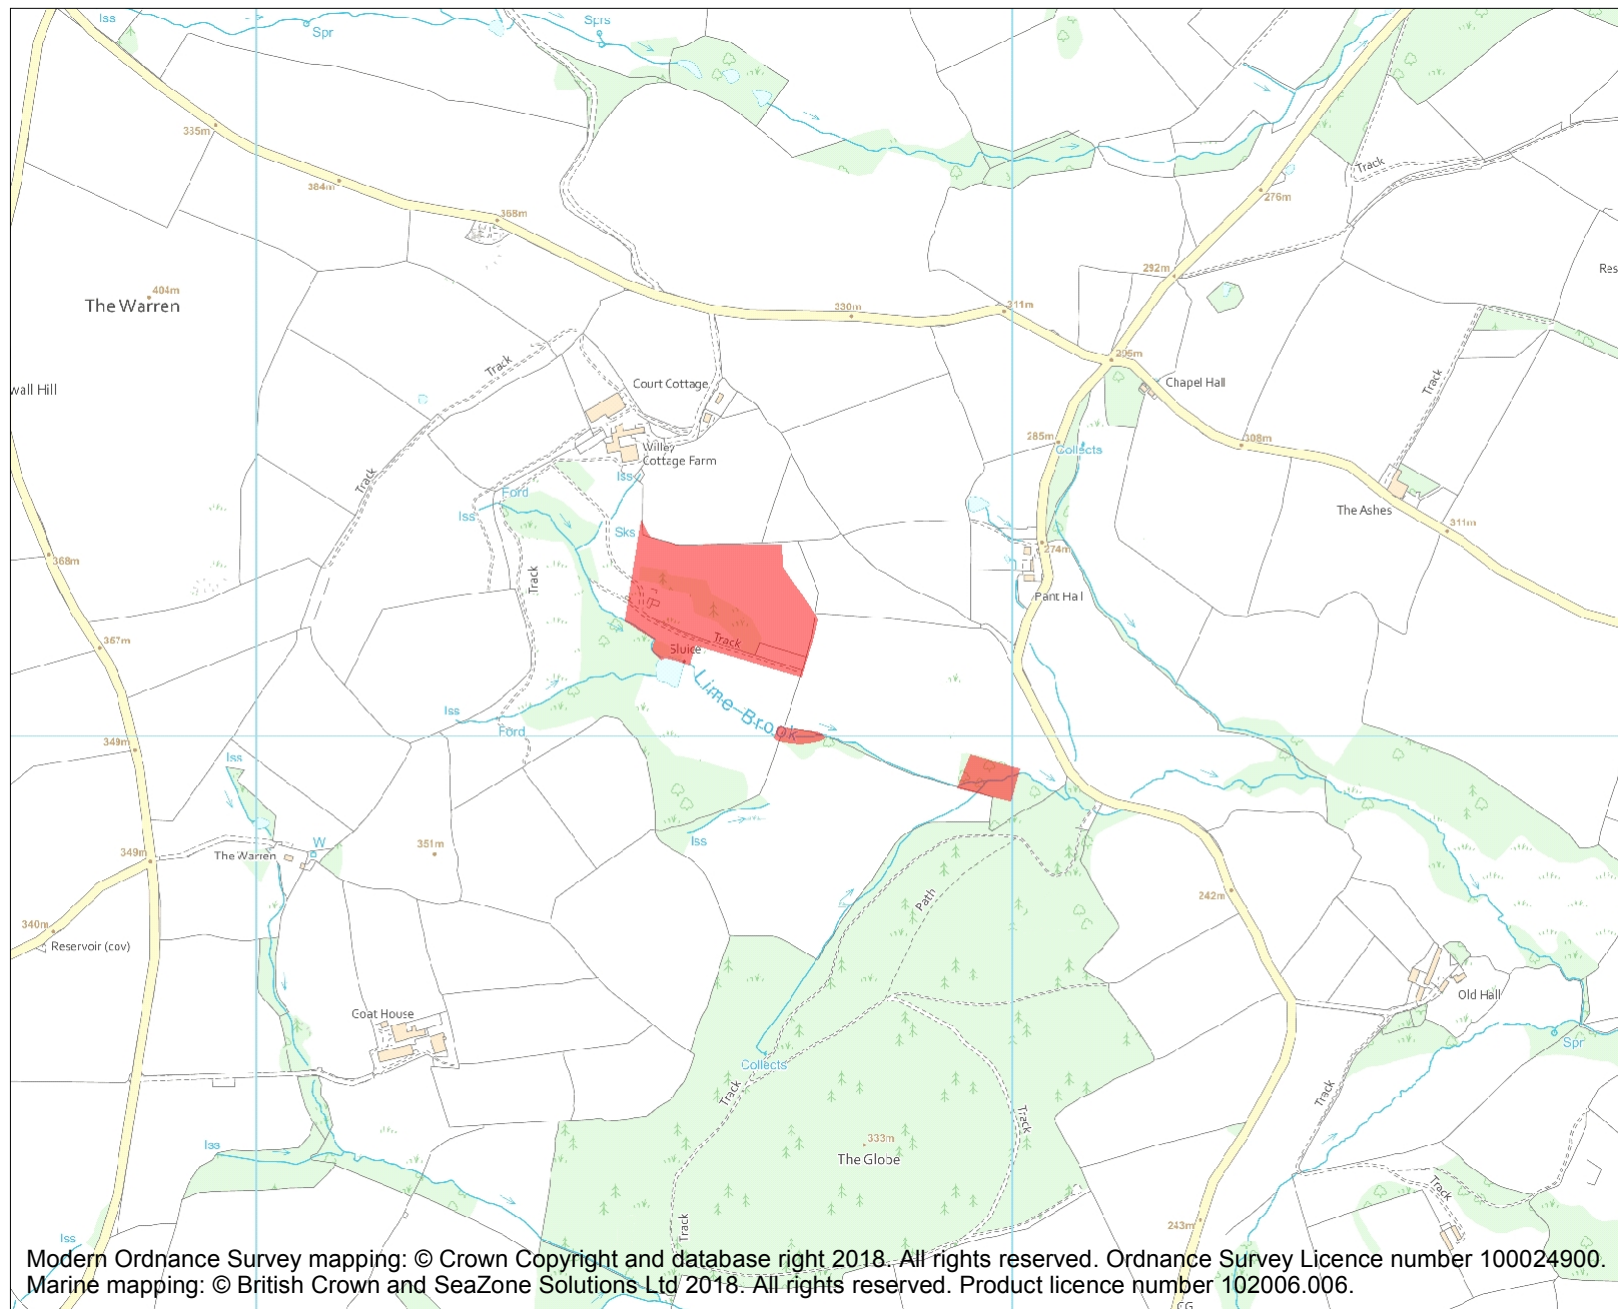 Iss
Spr
Sprs
335m
384m
368m
Track
276m
404m
The Warren
292m
330m
311m
Res
Track
295m
Court Cottage
Chapel Hall
wall Hill
Track
285m
308m
Collects
Willey
Cottage Farm
Track
Iss
Ford
The Ashes
311m
Iss
Sks
274m
368m
Track
Pant Hall
Track
357m
Sluice
Lime Brook
Iss
Ford
349m
Iss
W
349m
The Warren
351m
Iss
242m
340m
Path
Reservoir (cov)
Old Hall
Goat House
Spr
Collects
Track
Track
Track
333m
Iss
The Globe
Track
243m
Track
Iss
Modern Ordnance Survey mapping: © Crown Copyright and database right 2018. All rights reserved. Ordnance Survey Licence number 100024900.
Marine mapping: © British Crown and SeaZone Solutions Ltd 2018. All rights reserved. Product licence number 102006.006.
CG